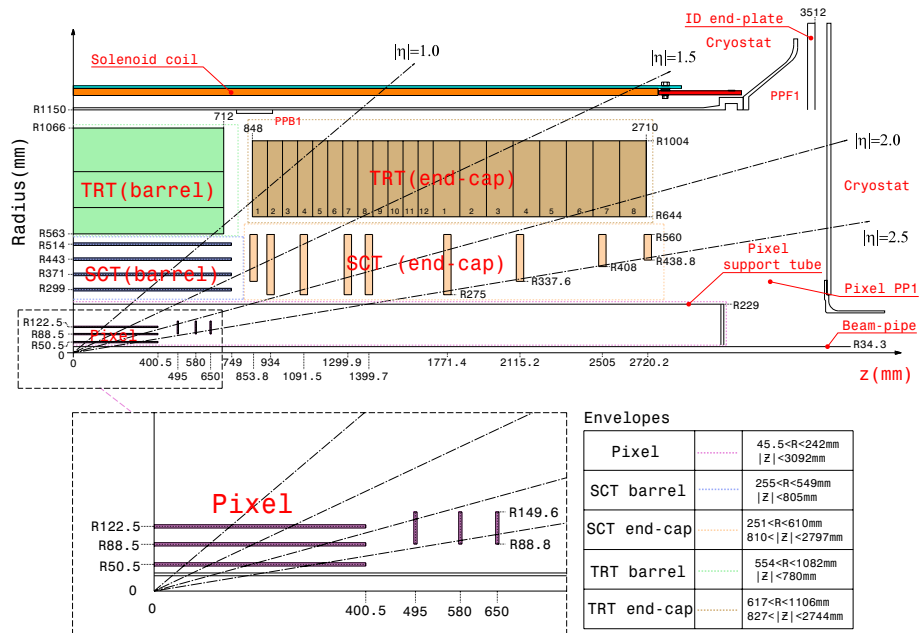 3512
ID end-plate
Cryostat
|η|=1.0
|η|=1.5
Solenoid coil
PPF1
R1150
712
PPB1
R1066
848
2710
R1004
|η|=2.0
TRT(barrel)
TRT(end-cap)
Radius(mm)
Cryostat
1 2 3 4 5 6 7 8 9 10 11 12 1 2 3 4 5 6 7 8
R644
R563
R514
R560
|η|=2.5
R443
R438.8
SCT(barrel)
SCT (end-cap)
R408
Pixel
support tube
R371
R337.6
Pixel PP1
R299
R275
R229
R122.5
Pixel
R88.5
R50.5
Beam-pipe
R34.3
0
0
400.5 580 749 934 1299.9 1771.4 2115.2 2505 2720.2
z(mm)
495 650 853.8 1091.5 1399.7
Pixel
R122.5
R149.6
R88.5
R88.8
R50.5
0
0
400.5 495 580 650
Envelopes
Pixel
45.5<R<242mm
|Z|<3092mm
SCT barrel
255<R<549mm
|Z|<805mm
SCT end-cap
251<R<610mm
810<|Z|<2797mm
TRT barrel
554<R<1082mm
|Z|<780mm
TRT end-cap
617<R<1106mm
827<|Z|<2744mm